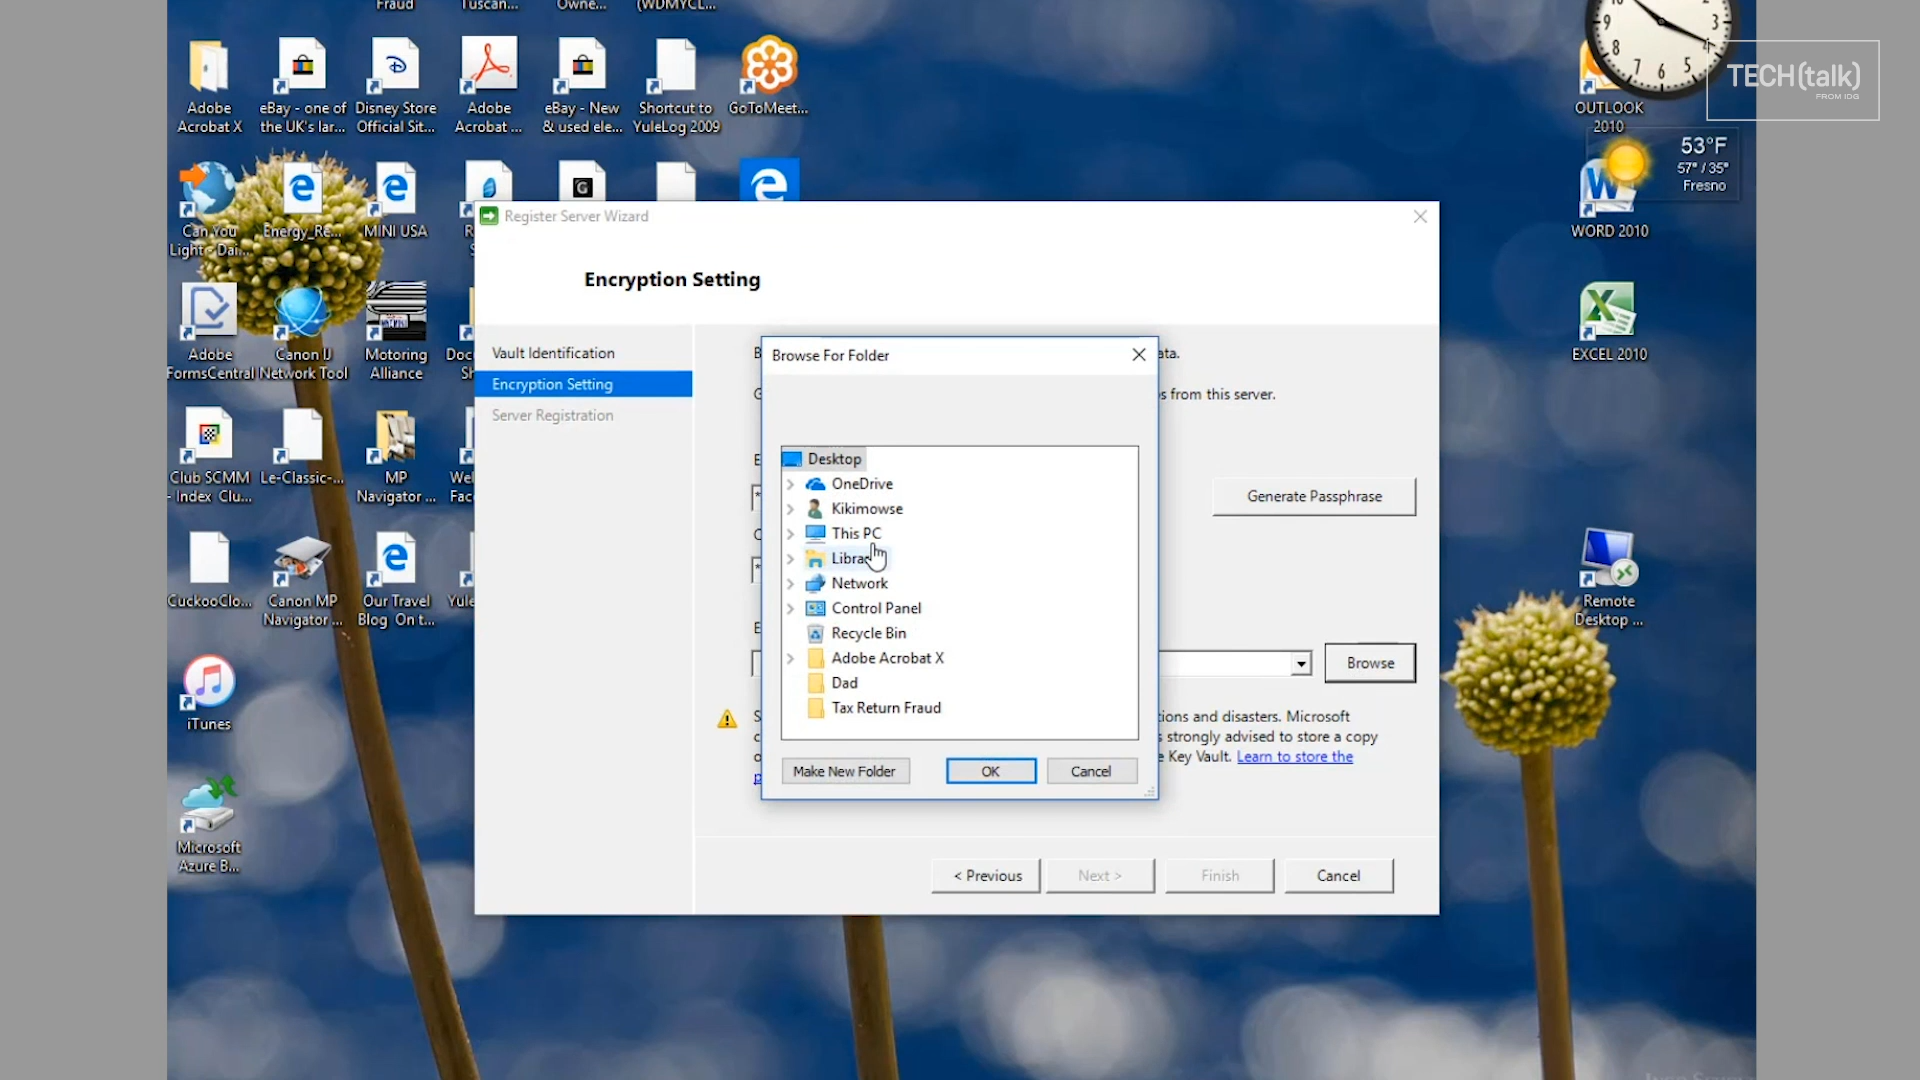 Fraud
Tuscan...
Owne...
(WDMYCL...
Adobe
Acrobat X
eBay - one of
the UK's lar...
Disney Store
Official Sit...
Adobe
Acrobat ...
eBay - New
& used ele...
Shortcut to
YuleLog 2009
GoToMeet...
OUTLOOK
2010
TECH(talk)
FROM IDG
53°F
57° / 35°
Fresno
Can You
Light - Dai...
Energy_Re...
MINI USA
WORD 2010
Adobe
FormsCentral
Canon IJ
Network Tool
Motoring
Alliance
EXCEL 2010
Club SCMM
- Index Clu...
Le-Classic-...
MP
Navigator ...
CuckooClo...
Canon MP
Navigator ...
Our Travel
Blog On t...
Remote
Desktop ...
iTunes
Microsoft
Azure B...
Register Server Wizard
Encryption Setting
Vault Identification
Encryption Setting
Server Registration
s from this server.
Generate Passphrase
Browse
tions and disasters. Microsoft
strongly advised to store a copy
Key Vault. Learn to store the
< Previous
Next >
Finish
Cancel
Browse For Folder
Desktop
OneDrive
Kikimowse
This PC
Network
Control Panel
Recycle Bin
Adobe Acrobat X
Dad
Tax Return Fraud
Make New Folder
OK
Cancel